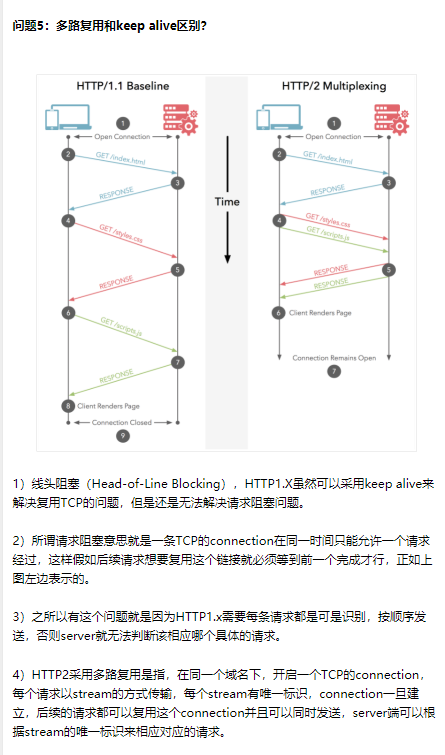 问题5：多路复用和keep alive区别?
HTTP/1.1 Baseline
1
Open Connection
2
GET /index.html
3
RESPONSE
4
GET /styles.css
5
RESPONSE
6
GET /scripts.js
7
RESPONSE
8 Client Renders Page
Connection Closed
9
Time
HTTP/2 Multiplexing
1
Open Connection
2
GET /index.html
3
RESPONSE
4
GET /styles.css
GET /scripts.js
5
RESPONSE
RESPONSE
6 Client Renders Page
Connection Remains Open
7
1）线头阻塞（Head-of-Line Blocking），HTTP1.X虽然可以采用keep alive来
解决复用TCP的问题，但是还是无法解决请求阻塞问题。
2）所谓请求阻塞意思就是一条TCP的connection在同一时间只能允许一个请求
经过，这样假如后续请求想要复用这个链接就必须等到前一个完成才行，正如上
图左边表示的。
3）之所以有这个问题就是因为HTTP1.x需要每条请求都是可是识别，按顺序发
送，否则server就无法判断该相应哪个具体的请求。
4）HTTP2采用多路复用是指，在同一个域名下，开启一个TCP的connection，
每个请求以stream的方式传输，每个stream有唯一标识，connection一旦建
立，后续的请求都可以复用这个connection并且可以同时发送，server端可以根
据stream的唯一标识来相应对应的请求。